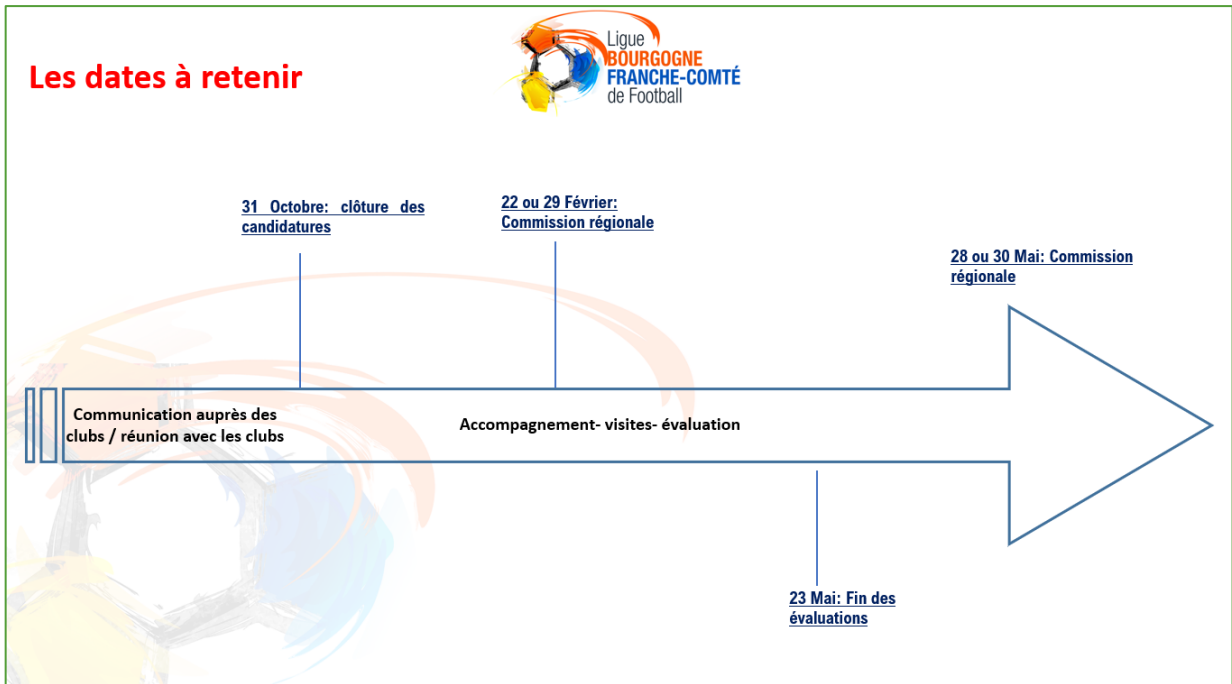 Les dates à retenir
Ligue
BOURGOGNE
FRANCHE-COMTÉ
de Football
31 Octobre: clôture des
candidatures
22 ou 29 Février:
Commission régionale
28 ou 30 Mai: Commission
régionale
Communication auprès des
clubs / réunion avec les clubs
Accompagnement- visites- évaluation
23 Mai: Fin des
évaluations